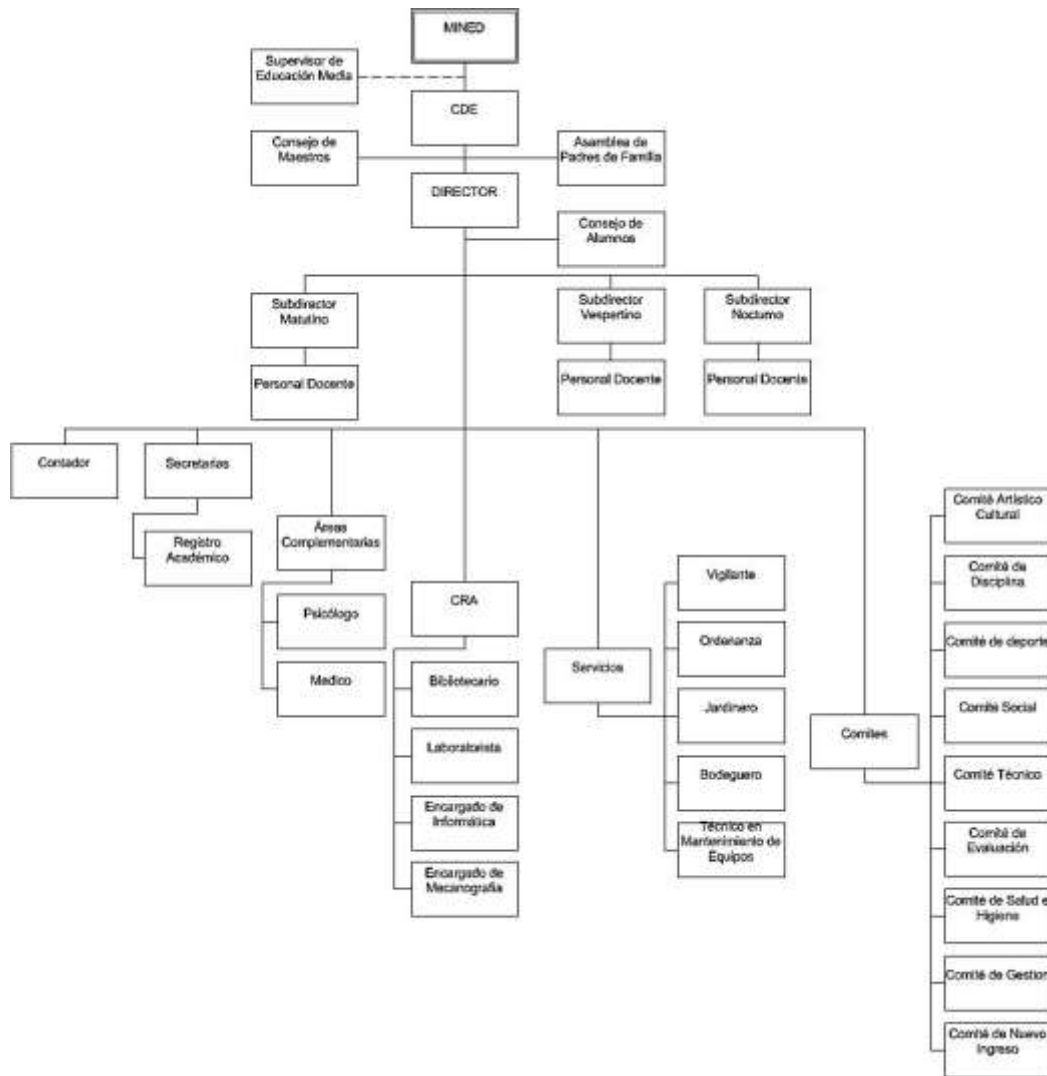 MINED
Supervisor de
Educación Media
CDE
Consejo de
Maestros
Asamblea de
Padres de Familia
DIRECTOR
Consejo de
Alumnos
Subdirector
Matutino
Subdirector
Vespertino
Subdirector
Nocturno
Personal Docente
Personal Docente
Personal Docente
Contador
Secretarias
Registro
Académico
Áreas
Complementarias
Psicólogo
Medico
CRA
Bibliotecario
Laboratorista
Encargado de
Informática
Encargado de
Mecanografia
Servicios
Vigilante
Ordenanza
Jardinero
Bodeguero
Técnico en
Mantenimiento de
Equipos
Comites
Comité Artístico
Cultural
Comité de
Disciplina
Comité de deporte
Comité Social
Comité Técnico
Comité de
Evaluación
Comité de Salud e
Higiene
Comité de Gestion
Comité de Nuevo
Ingreso